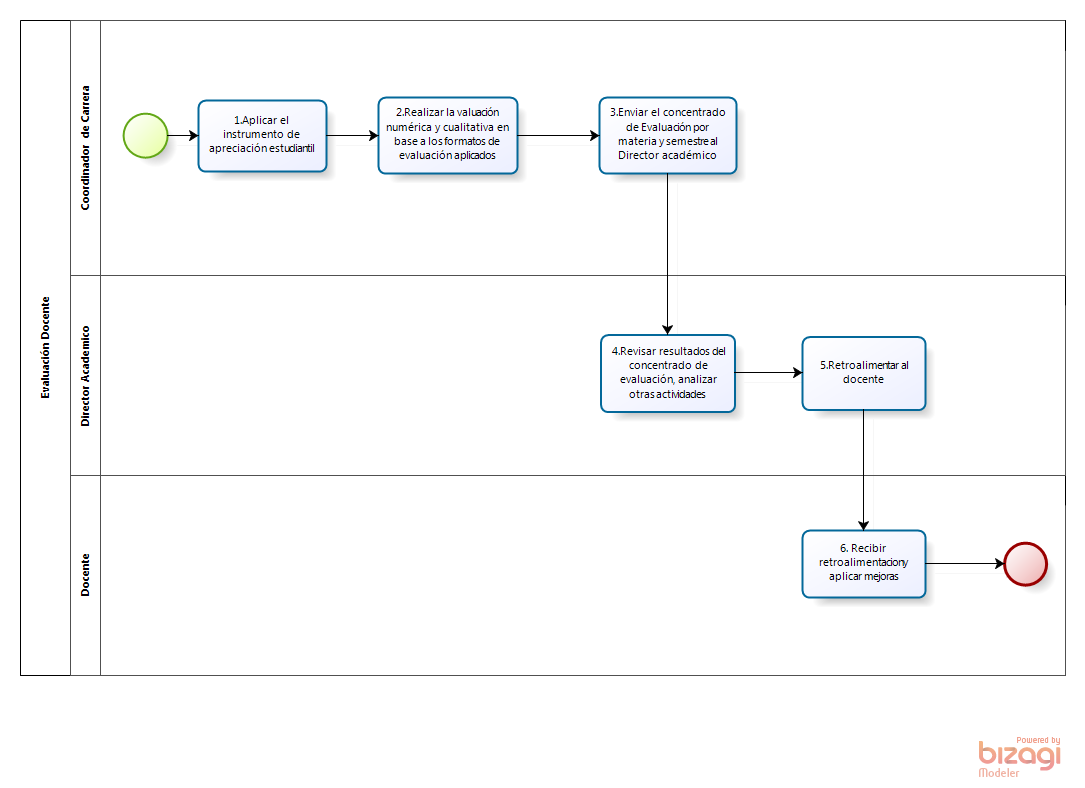 Evaluación Docente
Coordinador de Carrera
1.Aplicar el
instrumento de
apreciación estudiantil
2.Realizar la valuación
numérica y cualitativa en
base a los formatos de
evaluación aplicados
3.Enviar el concentrado
de Evaluación por
materia y semestre al
Director académico
Director Academico
4.Revisar resultados del
concentrado de
evaluación, analizar
otras actividades
5.Retroalimentar al
docente
Docente
6. Recibir
retroalimentacion y
aplicar mejoras
Powered by
bizagi
Modeler